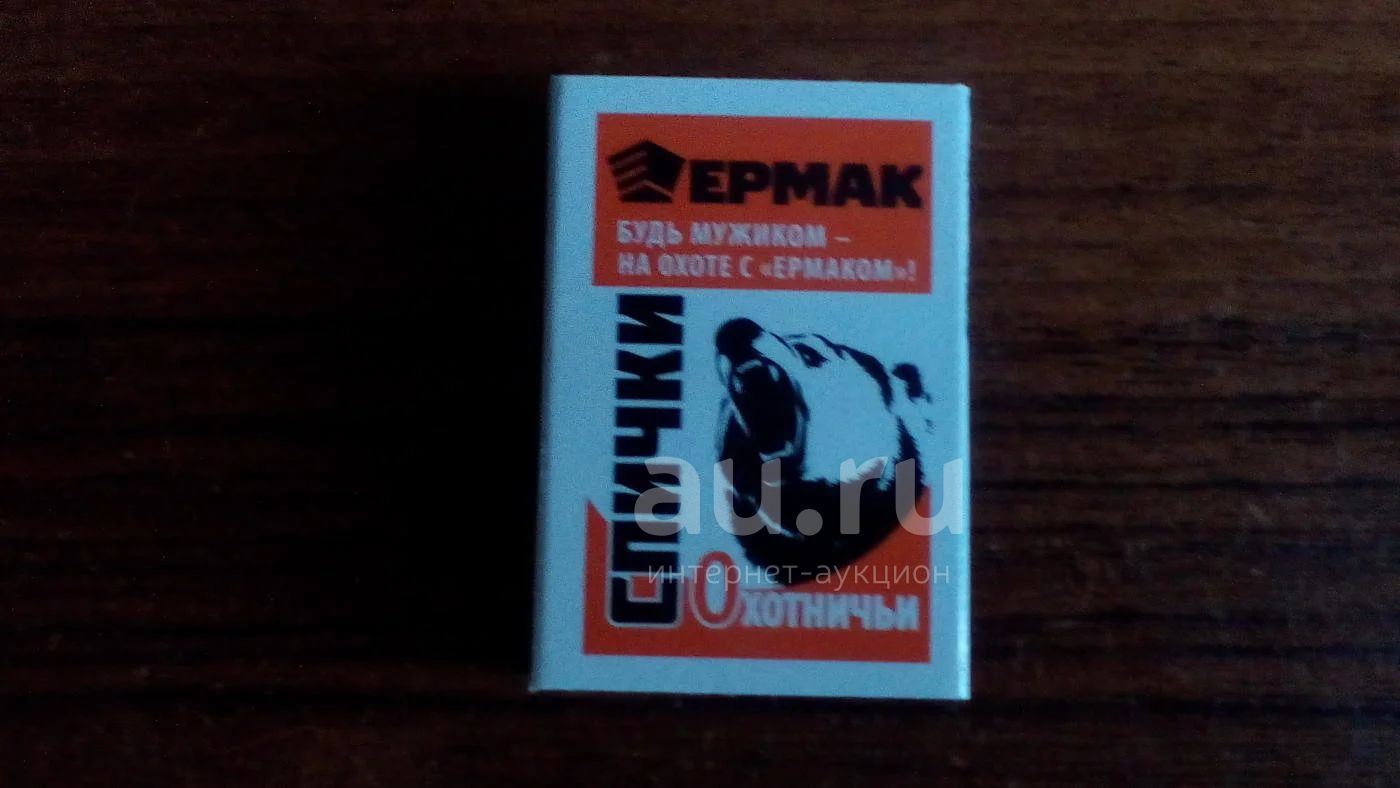 ЕРМАК
БУДЬ МУЖИКОМ –
НА ОХОТЕ С «ЕРМАКОМ»!
СПИЧКИ
ОХОТНИЧЬИ
au.ru
интернет-аукцион